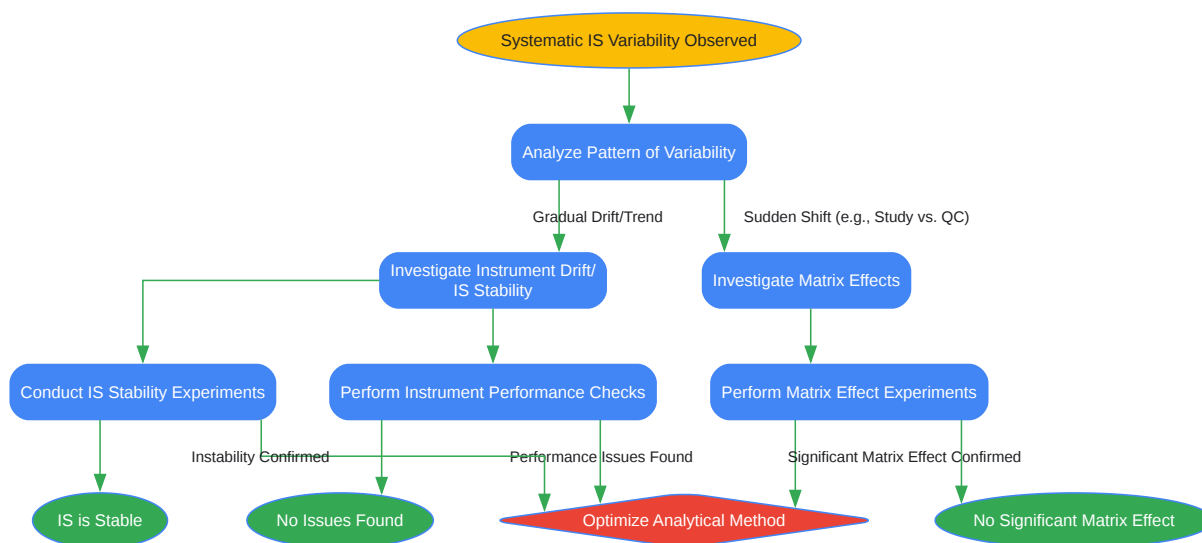 Systematic IS Variability Observed
Analyze Pattern of Variability
Gradual Drift/Trend
Sudden Shift (e.g., Study vs. QC)
Investigate Instrument Drift/
IS Stability
Investigate Matrix Effects
Conduct IS Stability Experiments
Perform Instrument Performance Checks
Perform Matrix Effect Experiments
Instability Confirmed
Performance Issues Found
Significant Matrix Effect Confirmed
IS is Stable
No Issues Found
Optimize Analytical Method
No Significant Matrix Effect